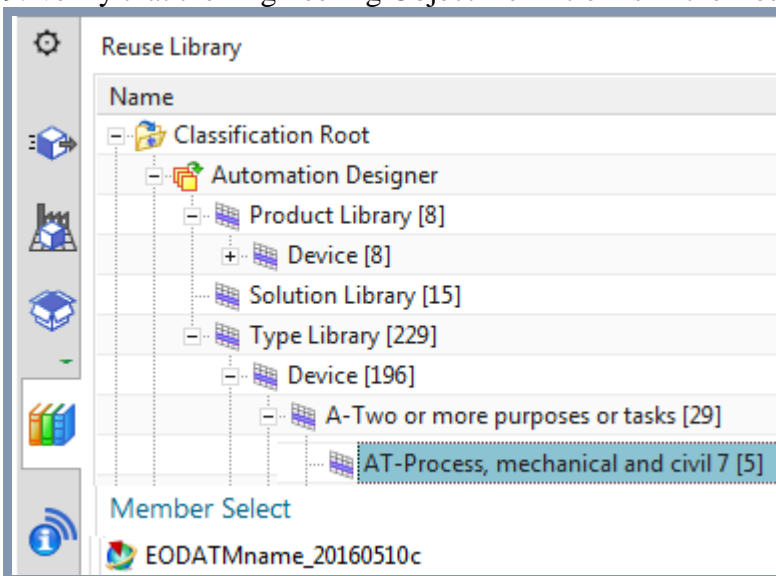 Reuse Library
Name
Classification Root
Automation Designer
Product Library [8]
Device [8]
Solution Library [15]
Type Library [229]
Device [196]
A-Two or more purposes or tasks [29]
AT-Process, mechanical and civil 7 [5]
Member Select
EODATMname_20160510c